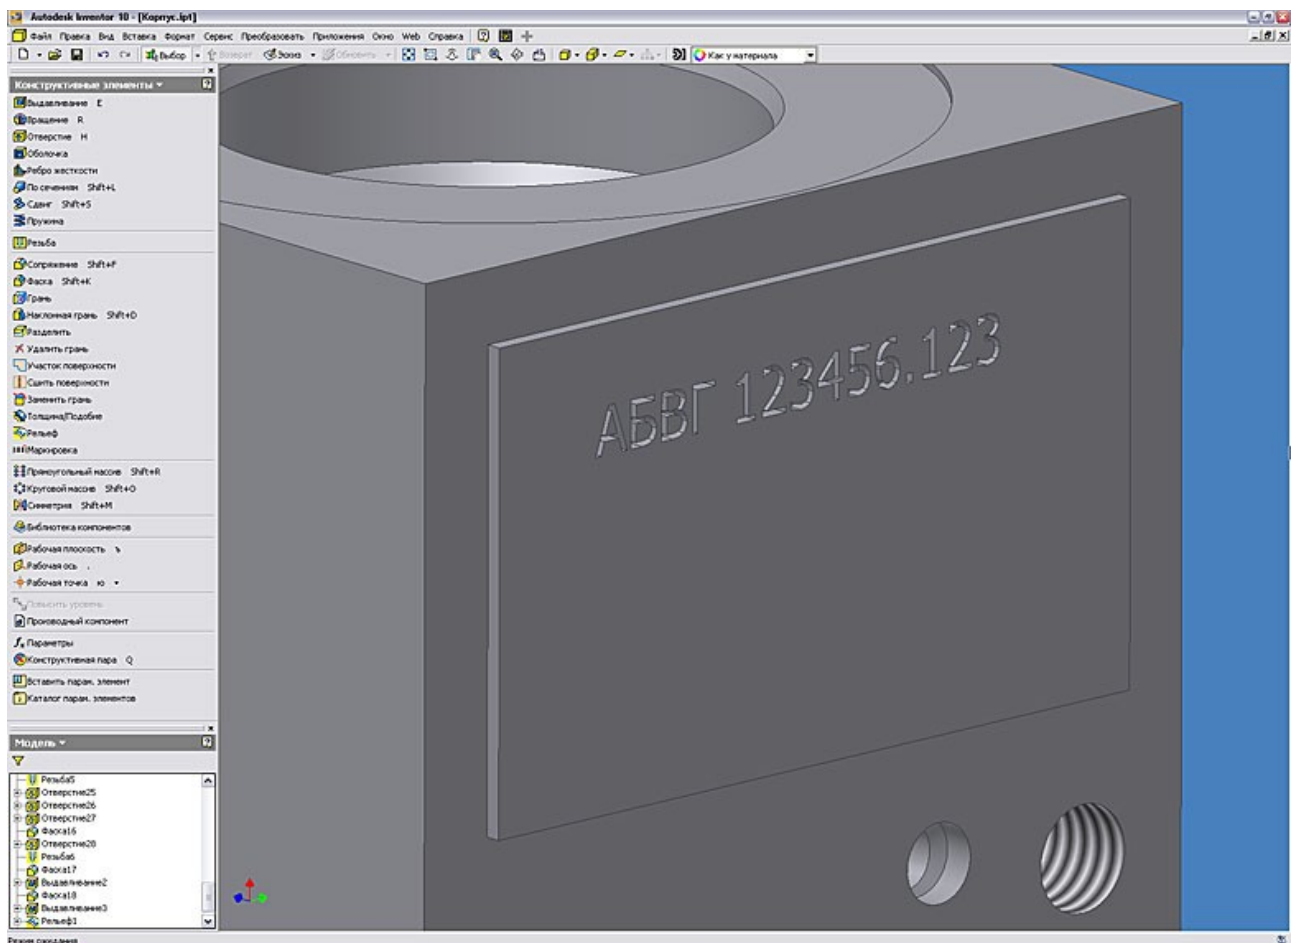 Autodesk Inventor 10 - [Корпус.ipt]
Файл Правка Вид Вставка Формат Сервис Преобразовать Приложения Окно Web Справка
Выбор Возврат Эскиз Обновить Как у материала
Конструктивные элементы
Выдавливание E
Вращение R
Отверстие H
Оболочка
Ребро жесткости
По сечениям Shift+L
Сдвиг Shift+S
Пружина
Резьба
Сопряжение Shift+F
Фаска Shift+K
Грань
Наклонная грань Shift+D
Разделить
Удалить грань
Участок поверхности
Сшить поверхности
Заменить грань
Толщина/Подобие
Рельеф
Маркировка
Прямоугольный массив Shift+R
Круговой массив Shift+O
Симметрия Shift+M
Библиотека компонентов
Рабочая плоскость ъ
Рабочая ось .
Рабочая точка ю
Повысить уровень
Производный компонент
Параметры
Конструктивная пара Q
Вставить парам. элемент
Каталог парам. элементов
Модель
Резьба5
Отверстие25
Отверстие26
Отверстие27
Фаска16
Отверстие28
Резьба6
Фаска17
Выдавливание2
Фаска18
Выдавливание3
Рельеф1
АБВГ 123456.123
Режим ожидания